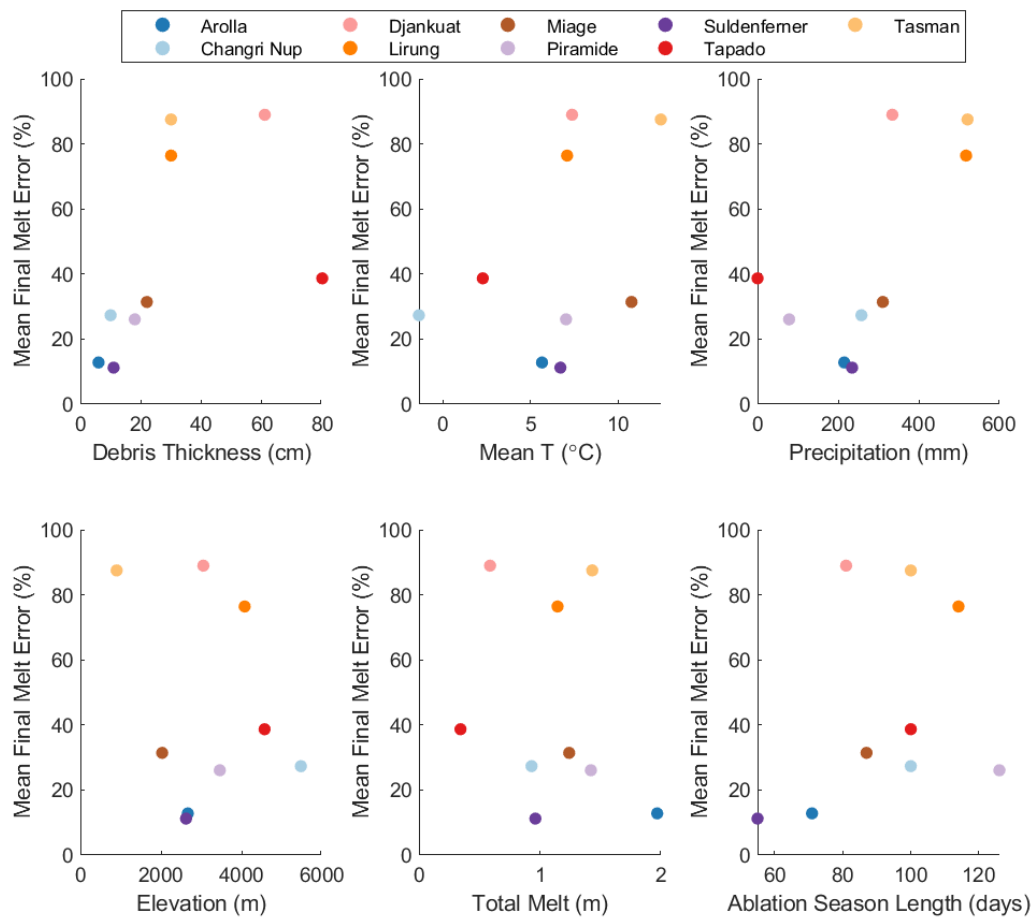 Arolla Djankuat Miage Suldenferner Tasman
Changri Nup Lirung Piramide Tapado
100
80
60
40
20
0
Mean Final Melt Error (%)
0 20 40 60 80
Debris Thickness (cm)
100
80
60
40
20
0
Mean Final Melt Error (%)
0 5 10
Mean T (°C)
100
80
60
40
20
0
Mean Final Melt Error (%)
0 200 400 600
Precipitation (mm)
100
80
60
40
20
0
Mean Final Melt Error (%)
0 2000 4000 6000
Elevation (m)
100
80
60
40
20
0
Mean Final Melt Error (%)
0 1 2
Total Melt (m)
100
80
60
40
20
0
Mean Final Melt Error (%)
60 80 100 120
Ablation Season Length (days)